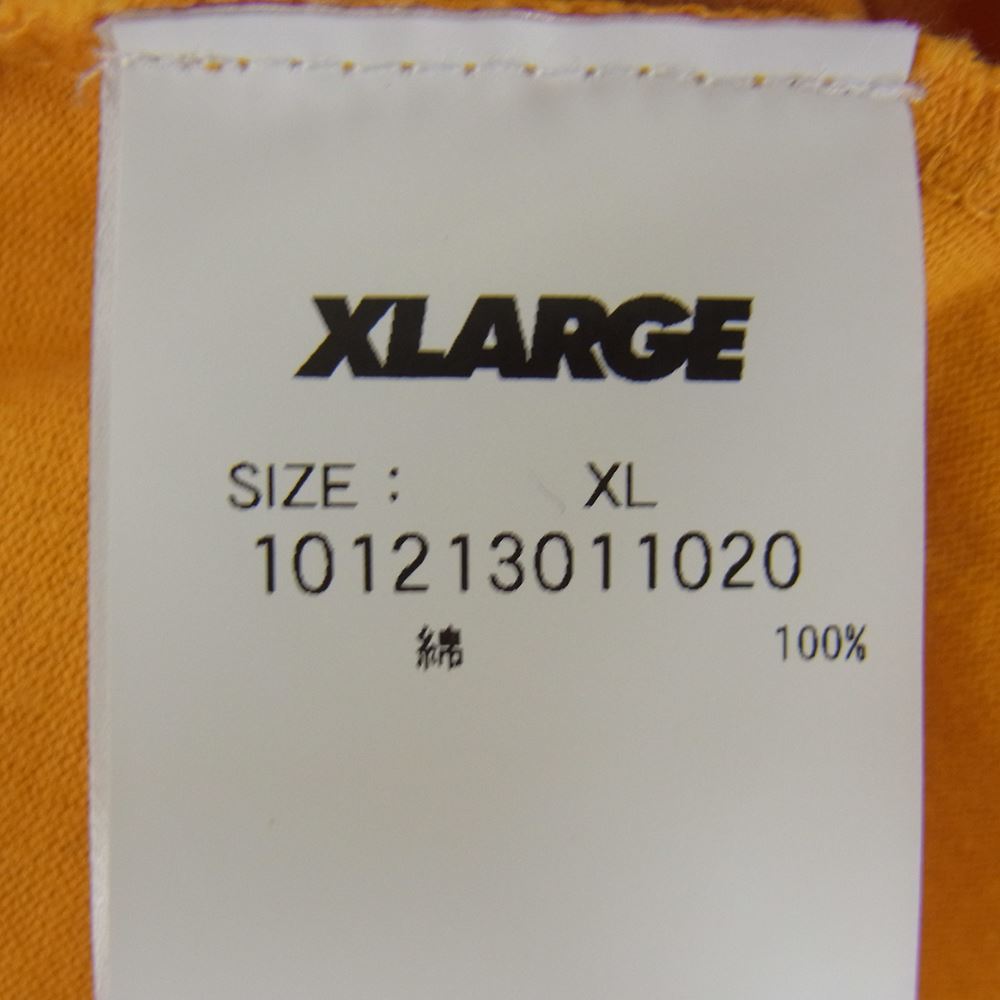 XLARGE
SIZE : XL
101213011020
綿 100%